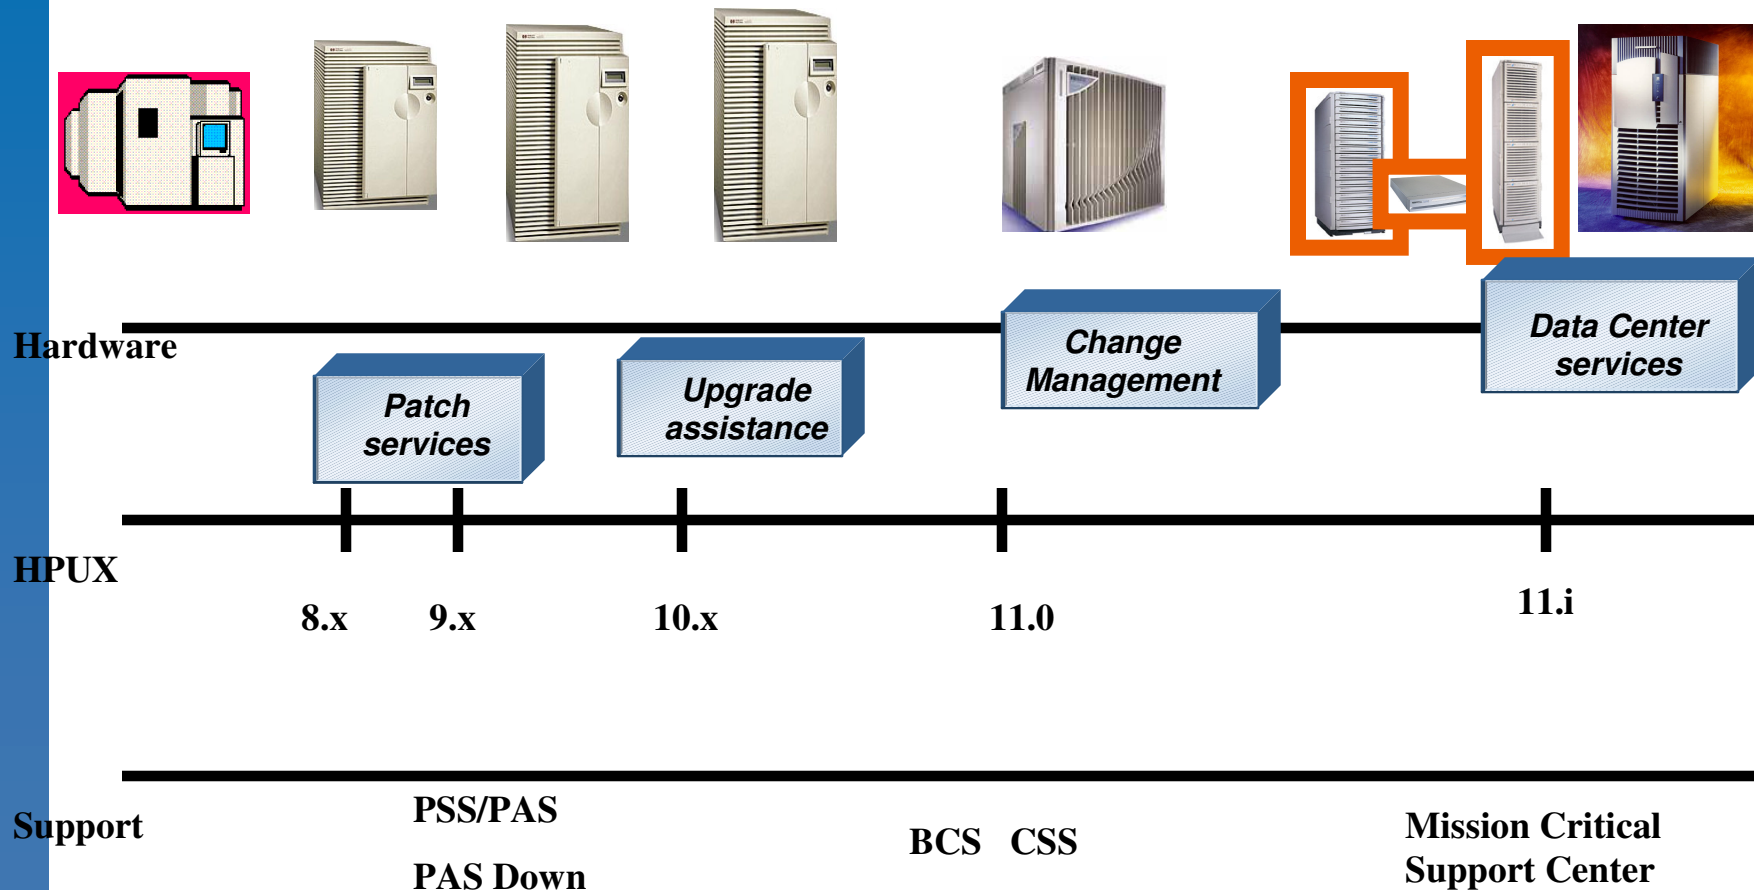 Hardware
Change
Management
Data Center
services
Patch
services
Upgrade
assistance
HPUX
8.x
9.x
10.x
11.0
11.i
Support
PSS/PAS
PAS Down
BCS CSS
Mission Critical
Support Center